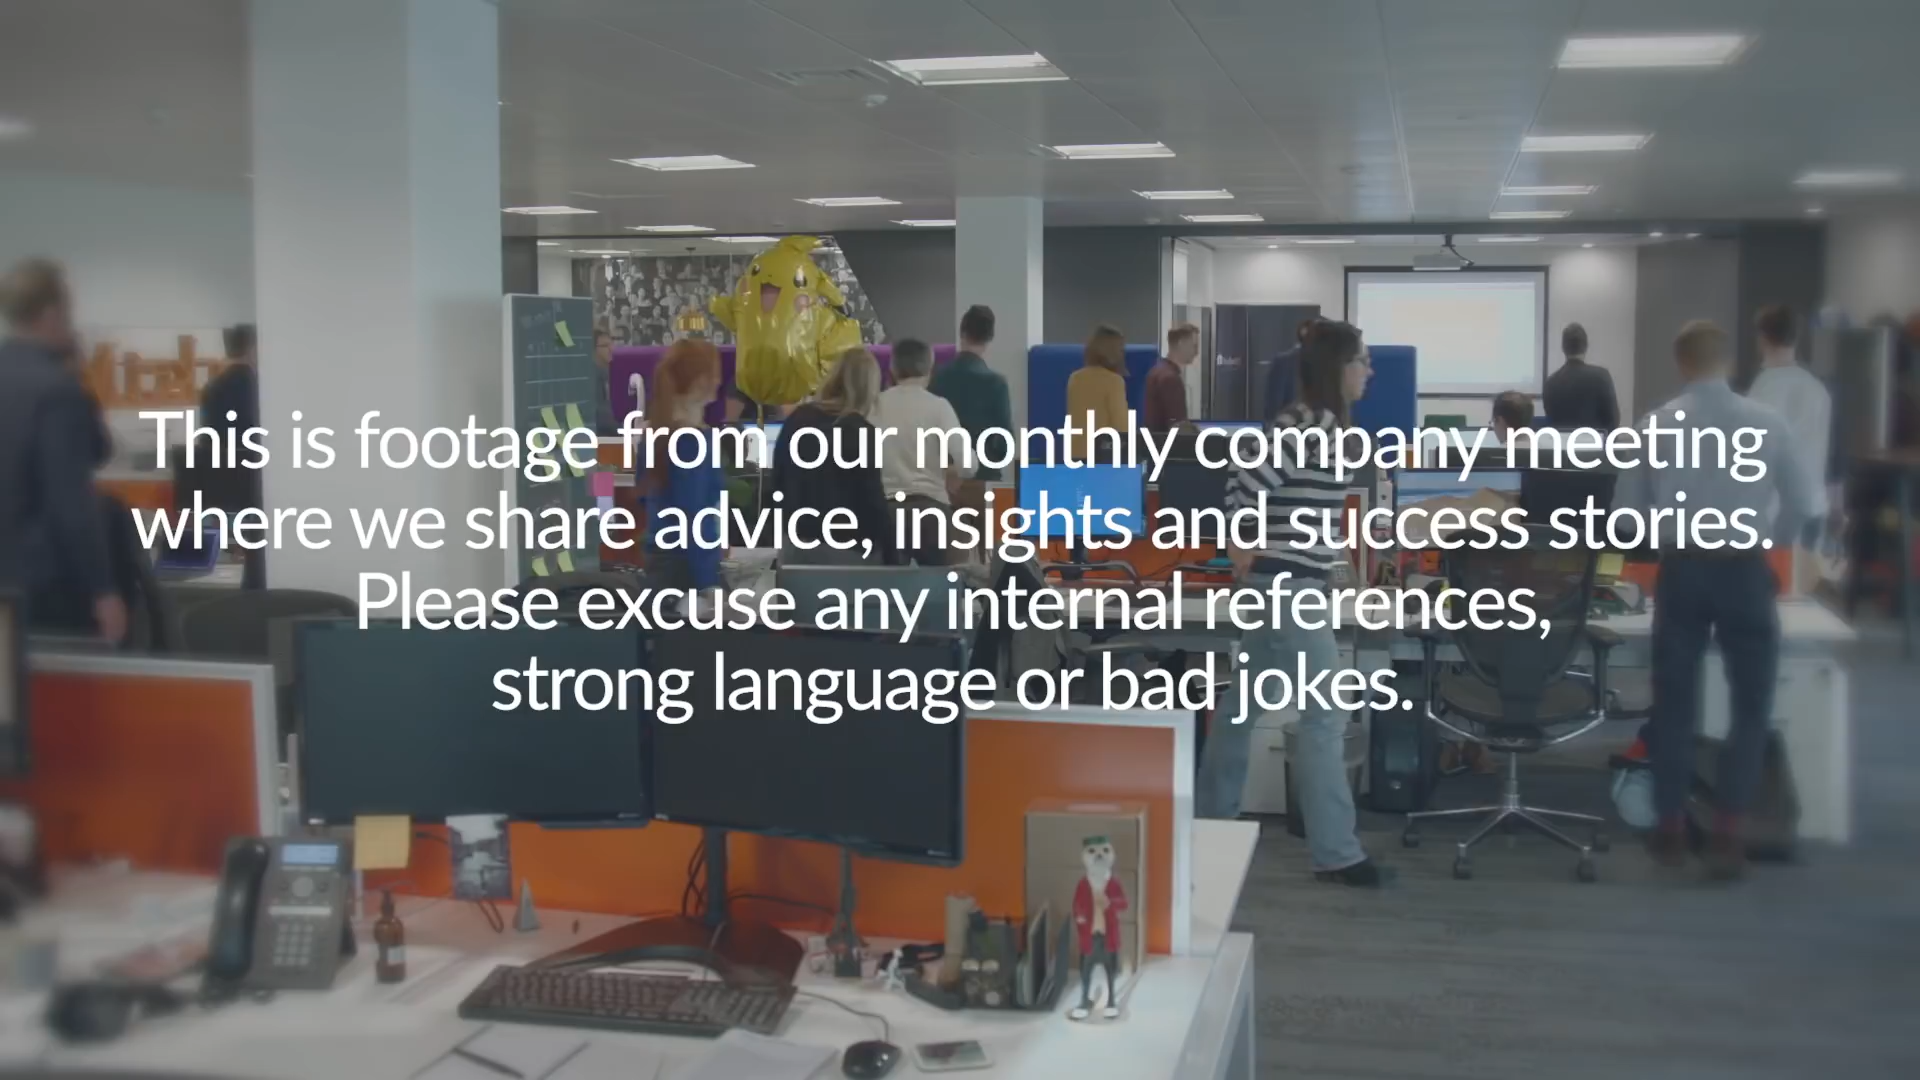 This is footage from our monthly company meeting
where we share advice, insights and success stories.
Please excuse any internal references,
strong language or bad jokes.